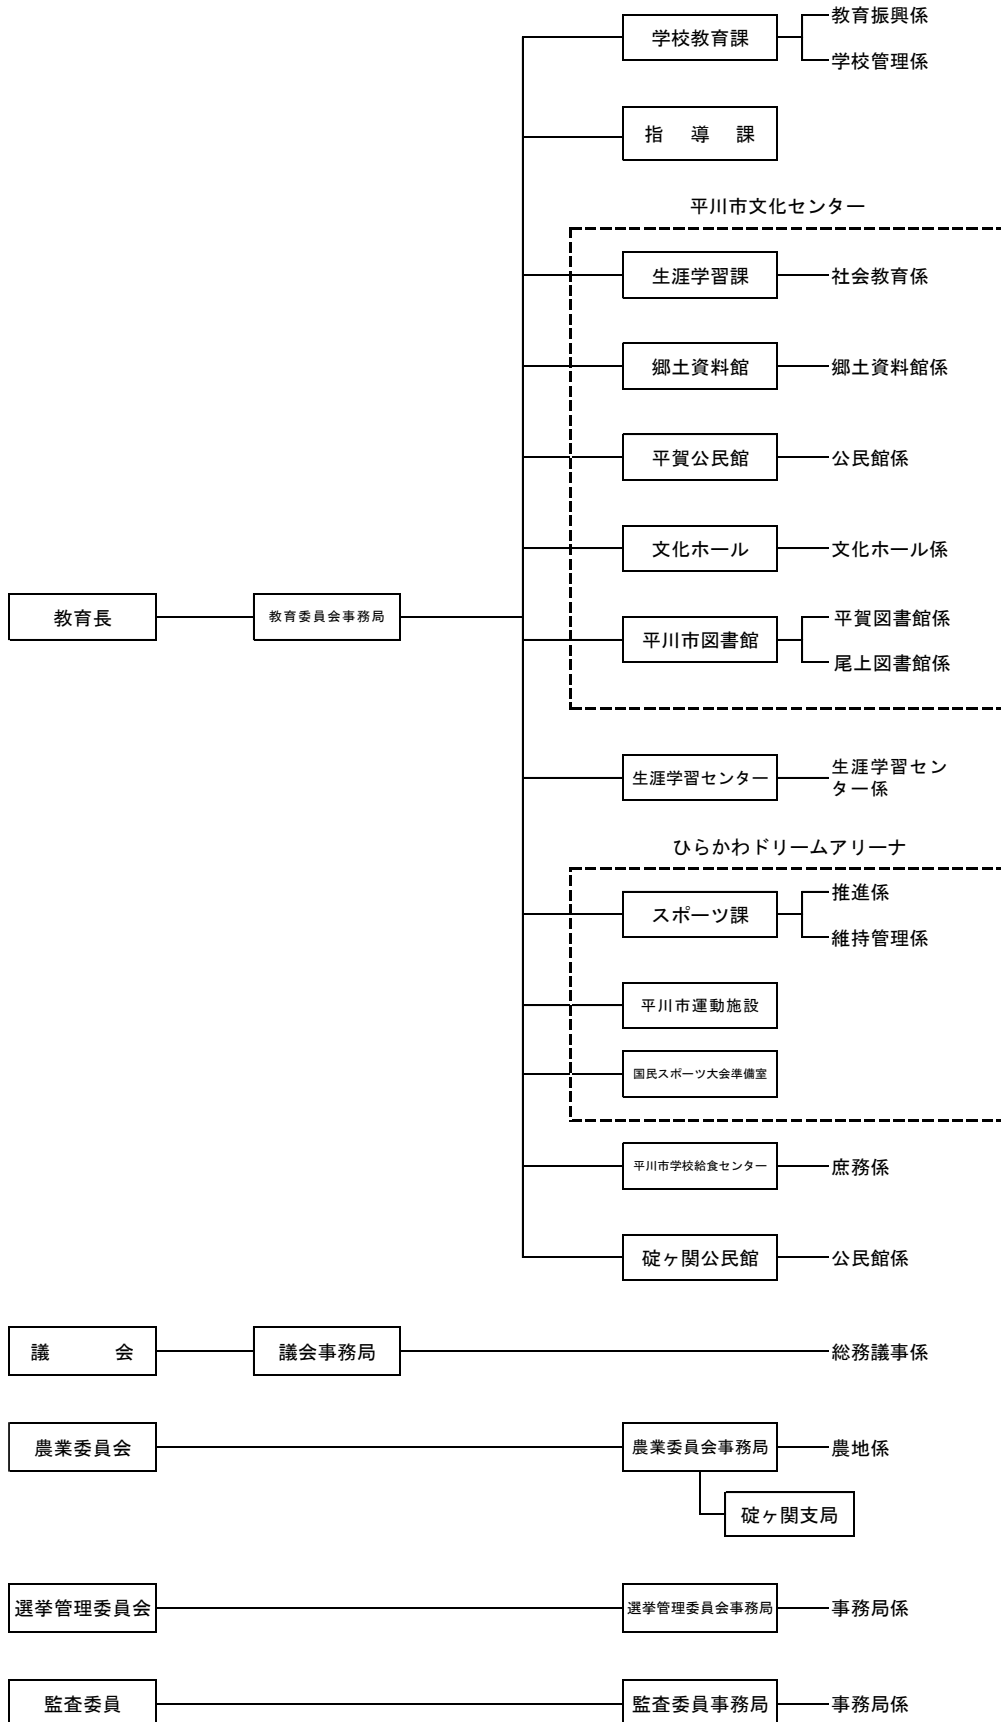 教育振興係
学校教育課
学校管理係
指 導 課
平川市文化センター
生涯学習課
社会教育係
郷土資料館
郷土資料館係
平賀公民館
公民館係
文化ホール
文化ホール係
教育長
教育委員会事務局
平川市図書館
平賀図書館係
尾上図書館係
生涯学習センター
生涯学習セン
ター係
ひらかわドリームアリーナ
スポーツ課
推進係
維持管理係
平川市運動施設
国民スポーツ大会準備室
平川市学校給食センター
庶務係
碇ヶ関公民館
公民館係
議 会
議会事務局
総務議事係
農業委員会
農業委員会事務局
農地係
碇ヶ関支局
選挙管理委員会
選挙管理委員会事務局
事務局係
監査委員
監査委員事務局
事務局係